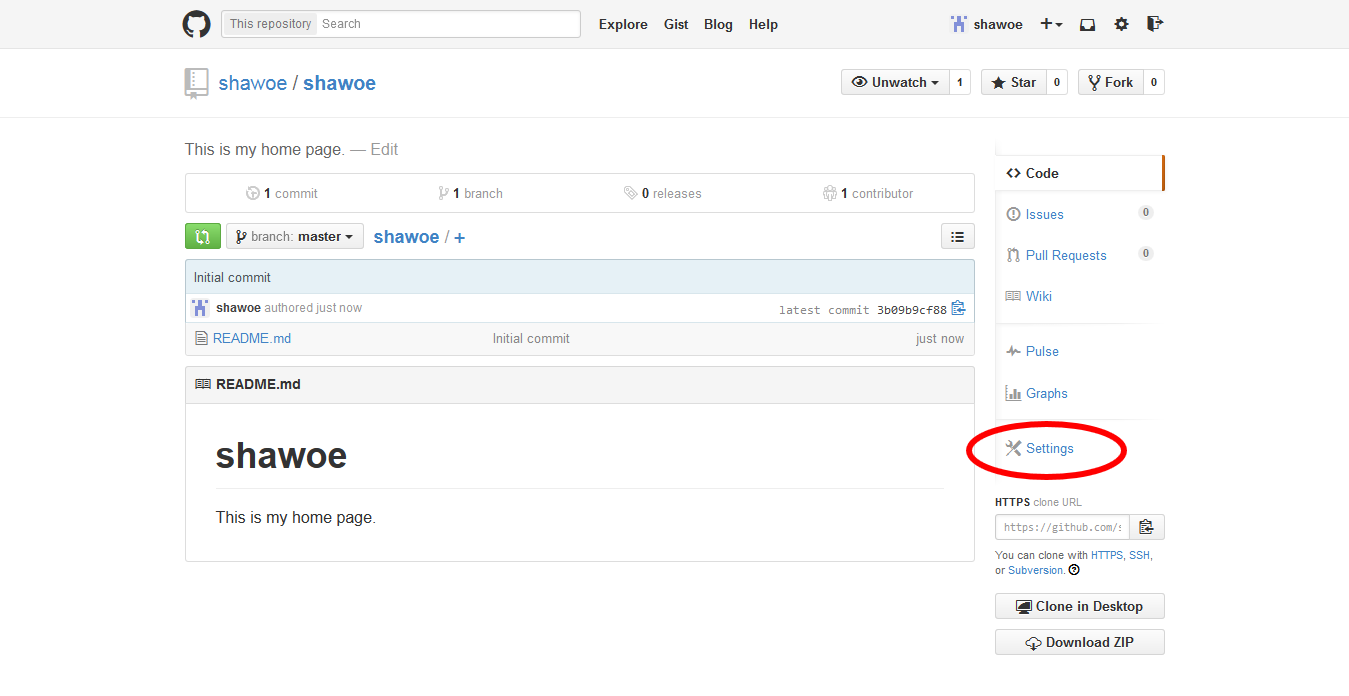 This repository Search Explore Gist Blog Help shawoe
shawoe / shawoe Unwatch 1 Star 0 Fork 0
This is my home page. — Edit
1 commit 1 branch 0 releases 1 contributor
branch: master shawoe / +
Initial commit
shawoe authored just now latest commit 3b09b9cf88
README.md Initial commit just now
README.md
shawoe
This is my home page.
Code
Issues 0
Pull Requests 0
Wiki
Pulse
Graphs
Settings
HTTPS clone URL
https://github.com/s
You can clone with HTTPS, SSH,
or Subversion.
Clone in Desktop
Download ZIP